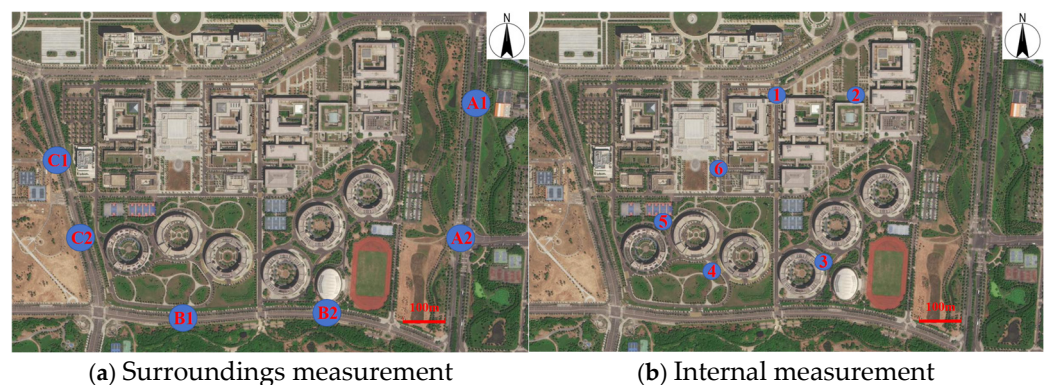 N
A1
C1
C2
A2
B1
B2
100m
N
1
2
6
5
4
3
100m
(a) Surroundings measurement
(b) Internal measurement